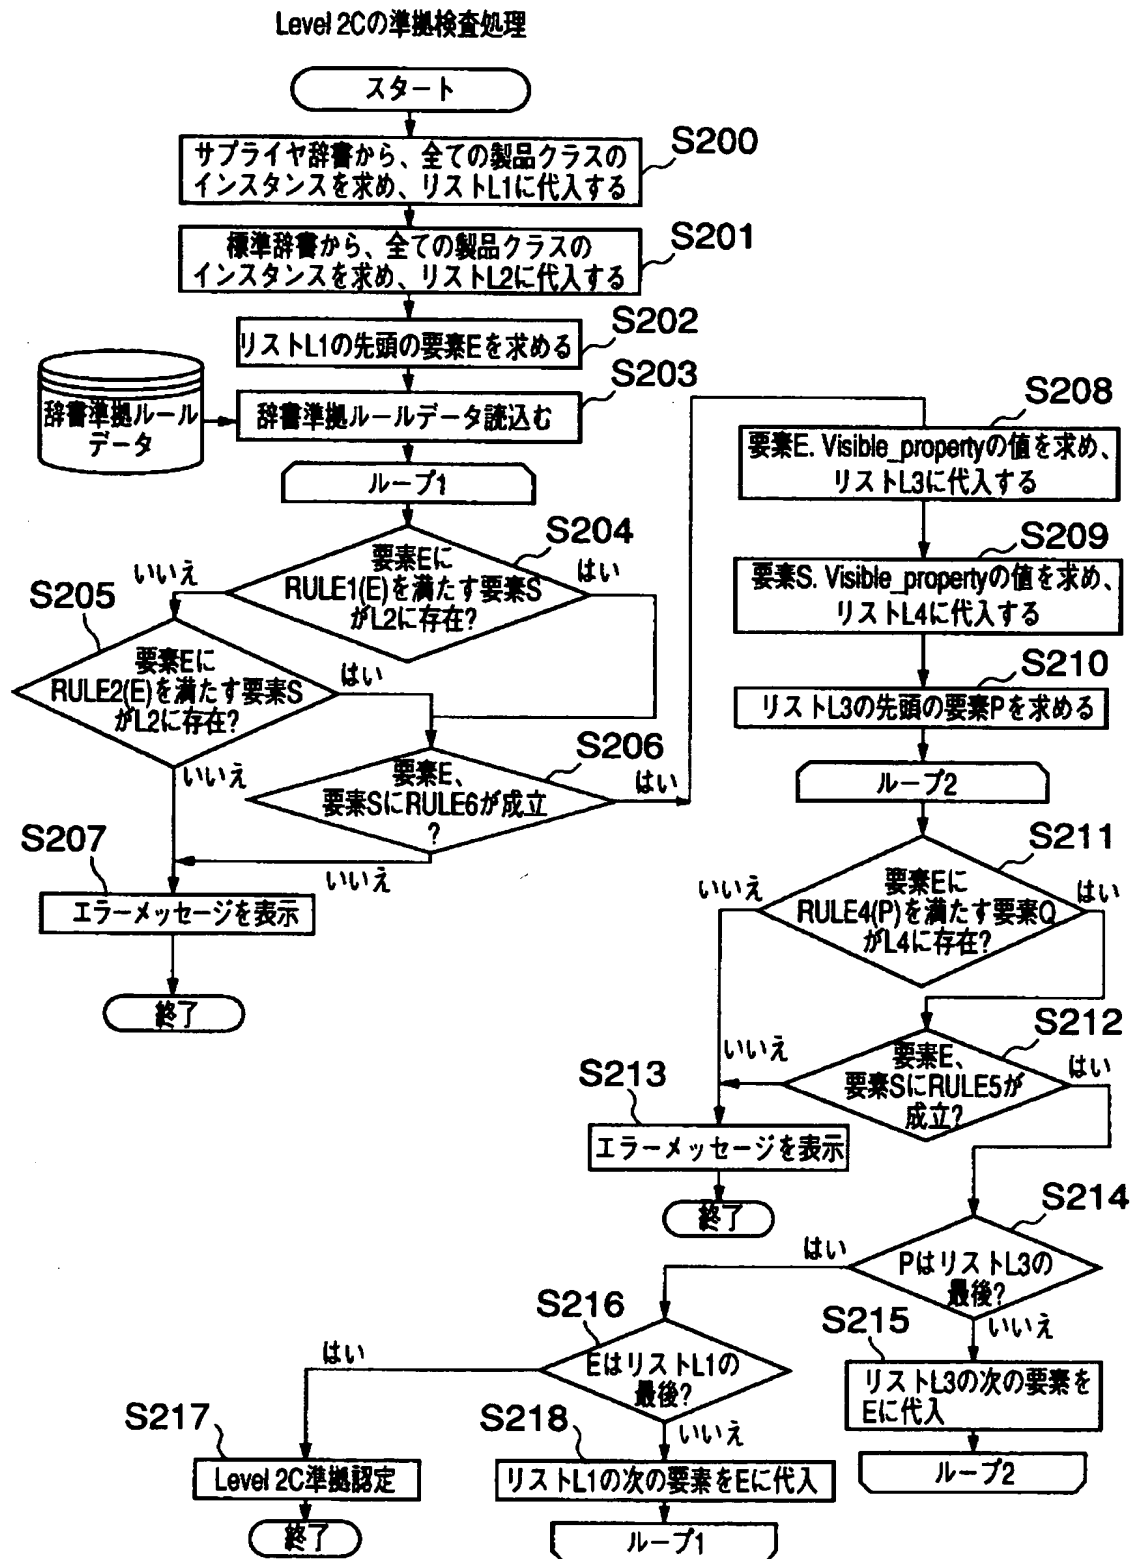 Level 2Cの準拠検査処理
スタート
S200
サプライヤ辞書から、全ての製品クラスの
インスタンスを求め、リストL1に代入する
S201
標準辞書から、全ての製品クラスの
インスタンスを求め、リストL2に代入する
S202
リストL1の先頭の要素Eを求める
S203
辞書準拠ルール
データ
辞書準拠ルールデータ読込む
ループ1
S204
要素Eに
RULE1(E)を満たす要素S
がL2に存在?
いいえ
はい
S205
要素Eに
RULE2(E)を満たす要素S
がL2に存在?
はい
いいえ
S206
要素E、
要素SにRULE6が成立
?
はい
いいえ
S207
エラーメッセージを表示
終了
S208
要素E. Visible_propertyの値を求め、
リストL3に代入する
S209
要素S. Visible_propertyの値を求め、
リストL4に代入する
S210
リストL3の先頭の要素Pを求める
ループ2
S211
要素Eに
RULE4(P)を満たす要素Q
がL4に存在?
いいえ
はい
S212
要素E、
要素SにRULE5が
成立?
いいえ
はい
S213
エラーメッセージを表示
終了
S214
PはリストL3の
最後?
はい
いいえ
S215
リストL3の次の要素を
Eに代入
ループ2
S216
EはリストL1の
最後?
はい
いいえ
S217
Level 2C準拠認定
終了
S218
リストL1の次の要素をEに代入
ループ1